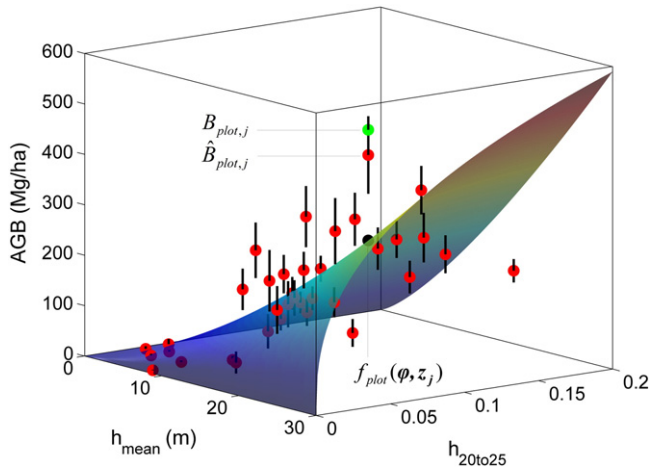 600
500
400
300
200
100
0
AGB (Mg/ha)
B_{plot,j}
\hat{B}_{plot,j}
f_{plot}(φ,z_j)
10
20
30
h_{mean} (m)
0
0.05
0.1
0.15
0.2
h_{20to25}